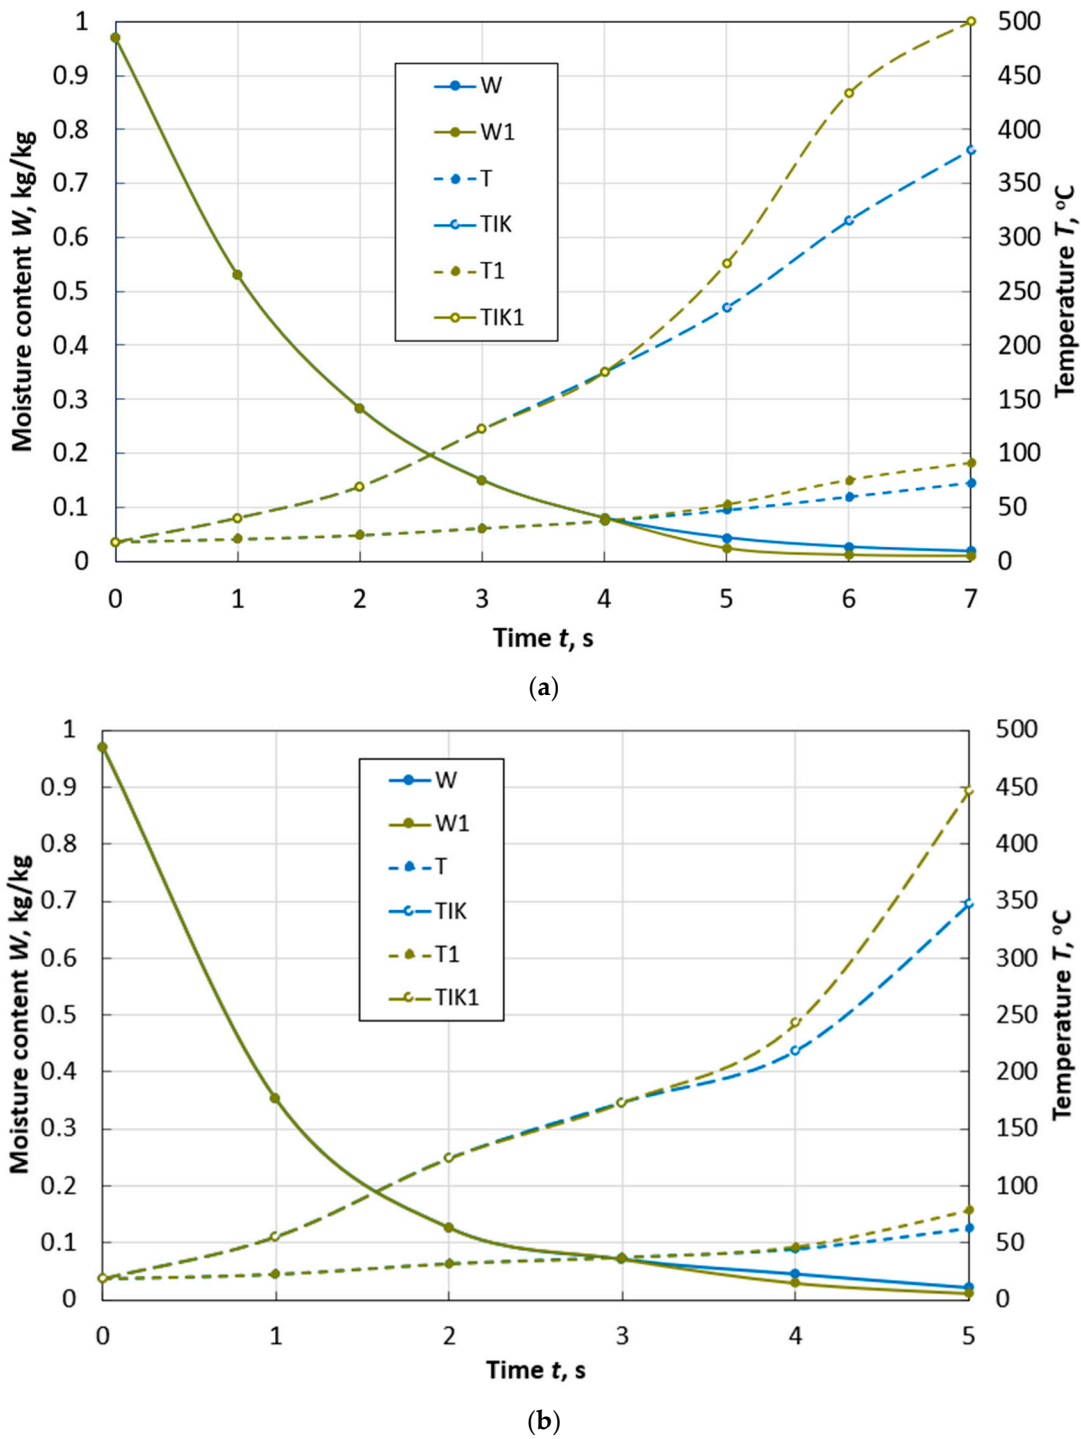 1
0.9
0.8
0.7
0.6
0.5
0.4
0.3
0.2
0.1
0
Moisture content W, kg/kg
W
W1
T
TIK
T1
TIK1
500
450
400
350
300
250
200
150
100
50
0
Temperature T, ºC
0 1 2 3 4 5 6 7
Time t, s
(a)
1
0.9
0.8
0.7
0.6
0.5
0.4
0.3
0.2
0.1
0
Moisture content W, kg/kg
W
W1
T
TIK
T1
TIK1
500
450
400
350
300
250
200
150
100
50
0
Temperature T, ºC
0 1 2 3 4 5
Time t, s
(b)